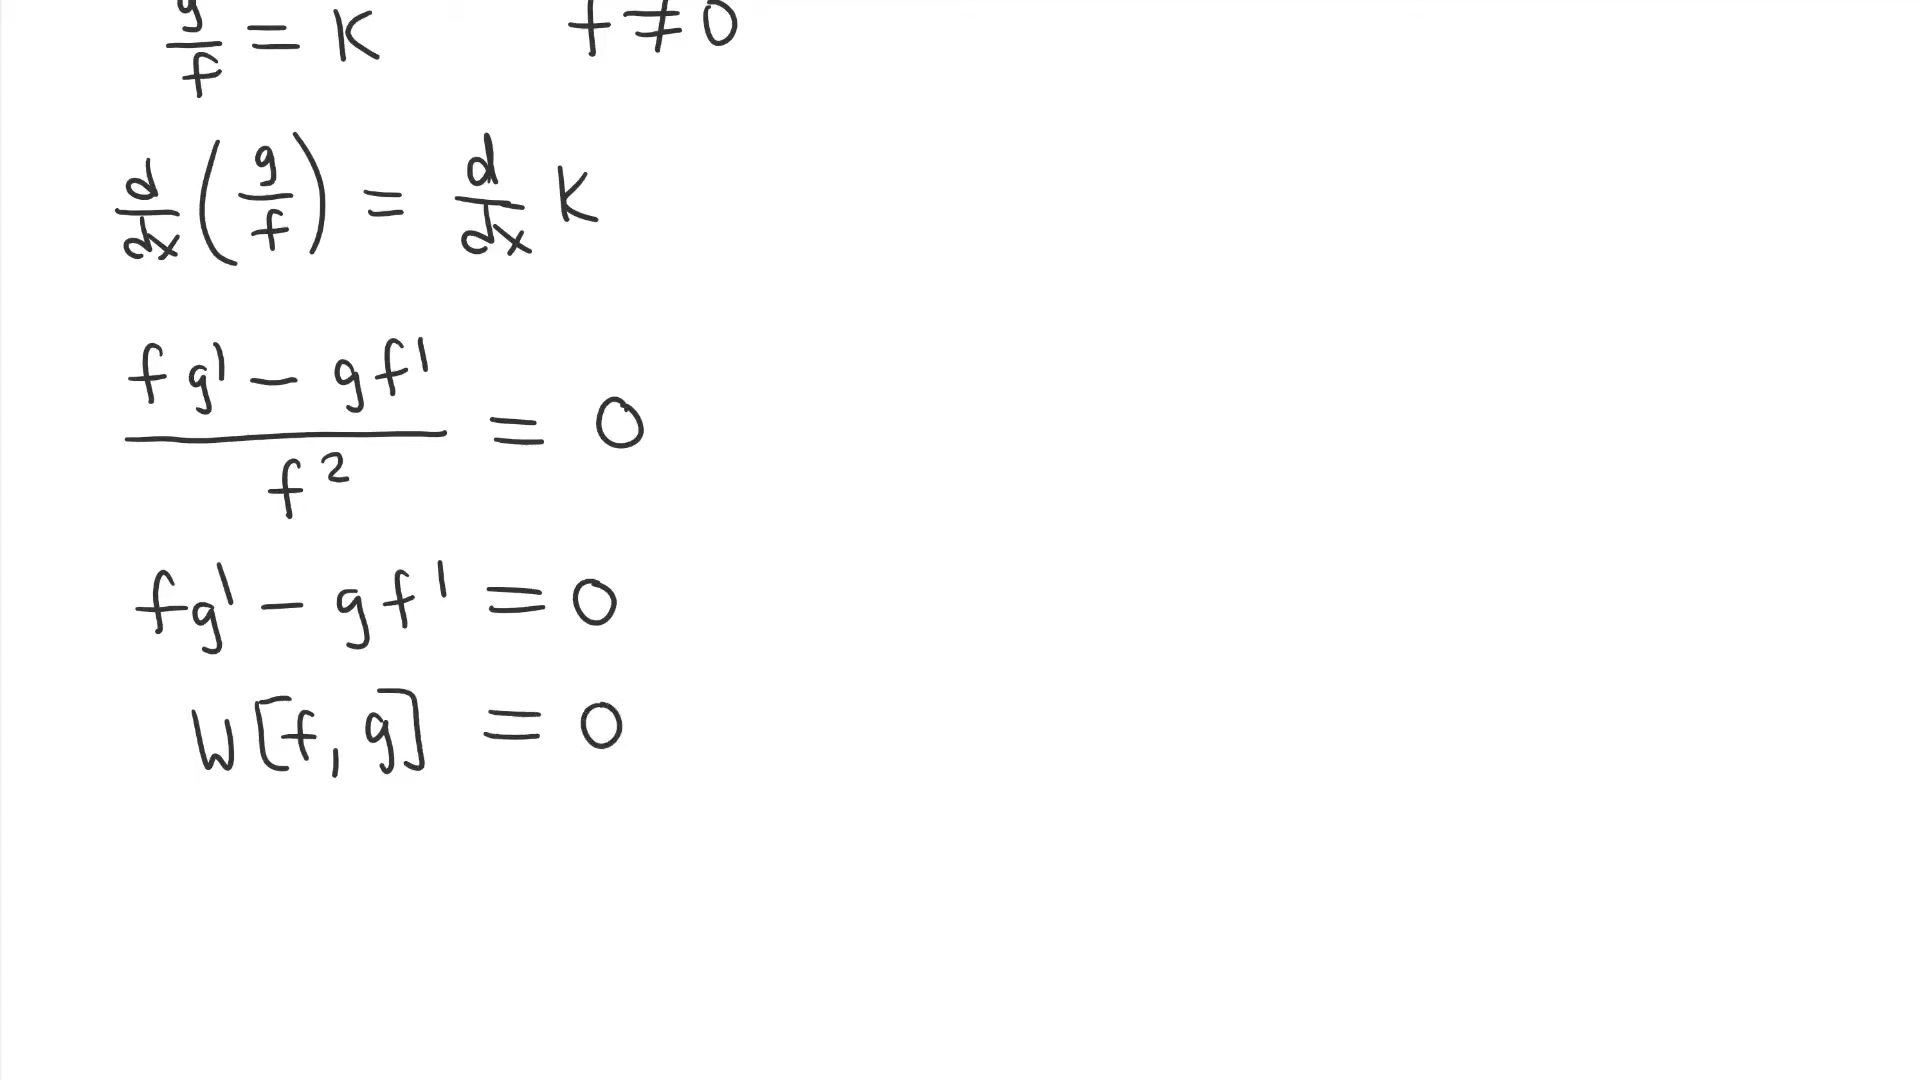 g/f = K f ≠ 0
d/dx (g/f) = d/dx K
fg' - gf' / f² = 0
fg' - gf' = 0
W[f, g] = 0